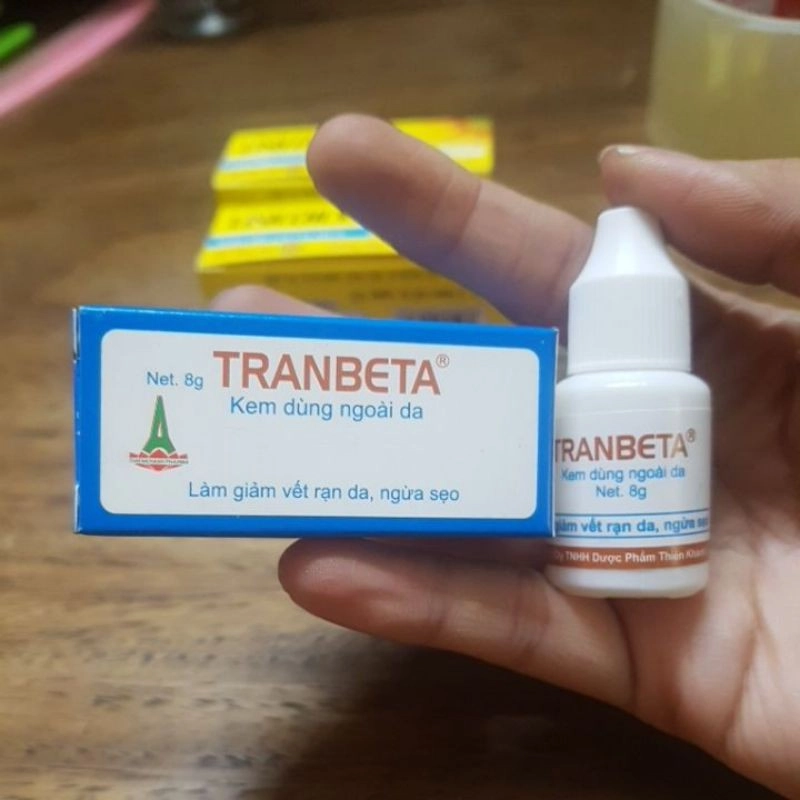 Net. 8g TRANBETA®
Kem dùng ngoài da
Làm giảm vết rạn da, ngừa sẹo
TRANBETA®
Kem dùng ngoài da
Net. 8g
giảm vết rạn da, ngừa sẹo
TNHH Dược Phẩm Thiên